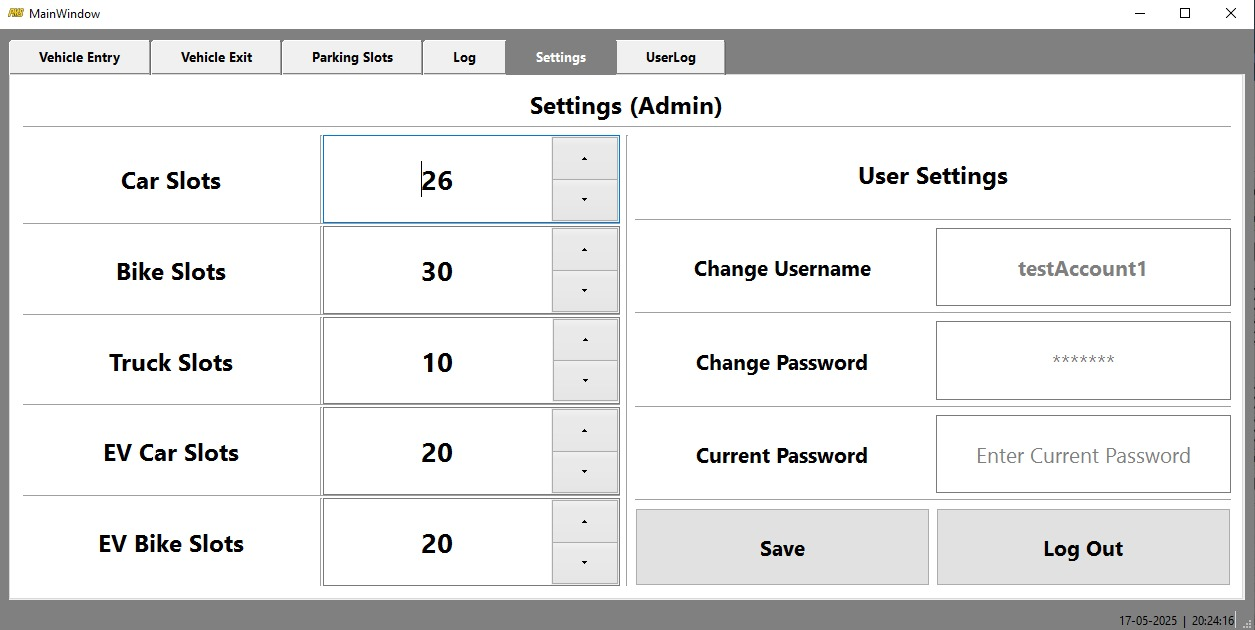 MainWindow
Vehicle Entry
Vehicle Exit
Parking Slots
Log
Settings
UserLog
Settings (Admin)
Car Slots
26
Bike Slots
30
Truck Slots
10
EV Car Slots
20
EV Bike Slots
20
User Settings
Change Username
testAccount1
Change Password
*******
Current Password
Enter Current Password
Save
Log Out
17-05-2025 | 20:24:16